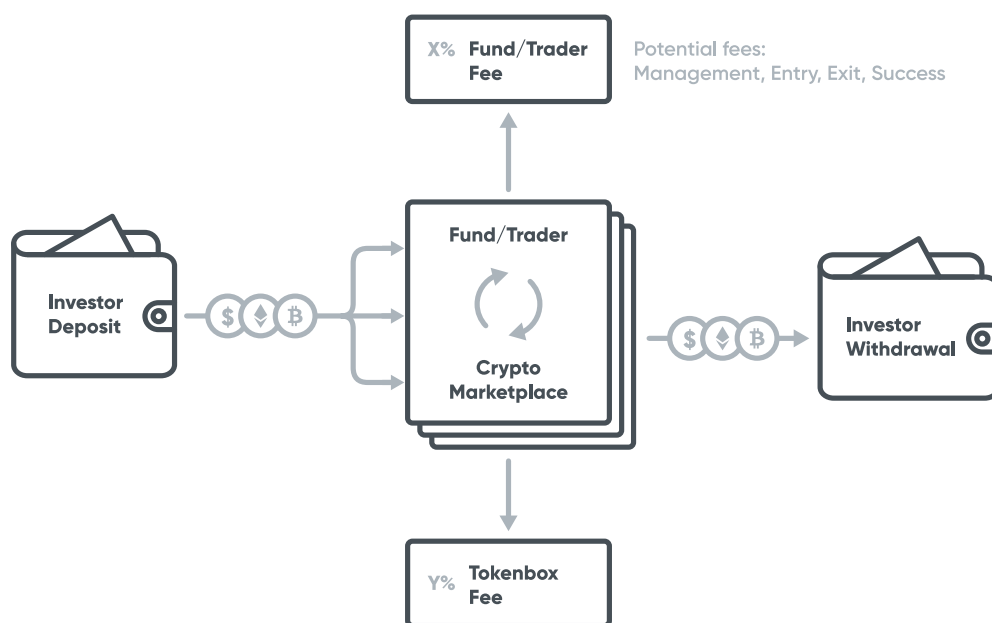 X% Fund/Trader
Fee
Potential fees:
Management, Entry, Exit, Success
Investor
Deposit
$
Fund/Trader
Crypto
Marketplace
$
Investor
Withdrawal
Y% Tokenbox
Fee